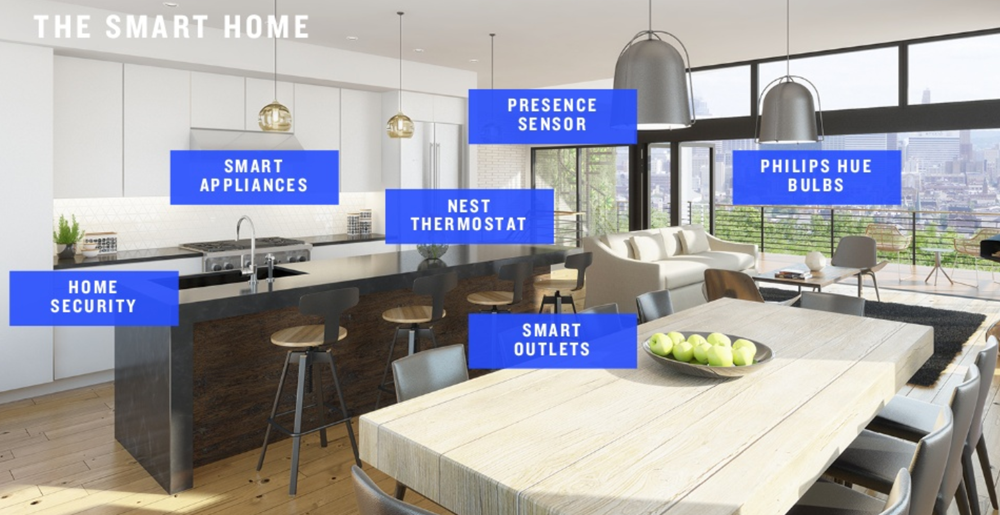 THE SMART HOME
PRESENCE
SENSOR
SMART
APPLIANCES
PHILIPS HUE
BULBS
NEST
THERMOSTAT
HOME
SECURITY
SMART
OUTLETS